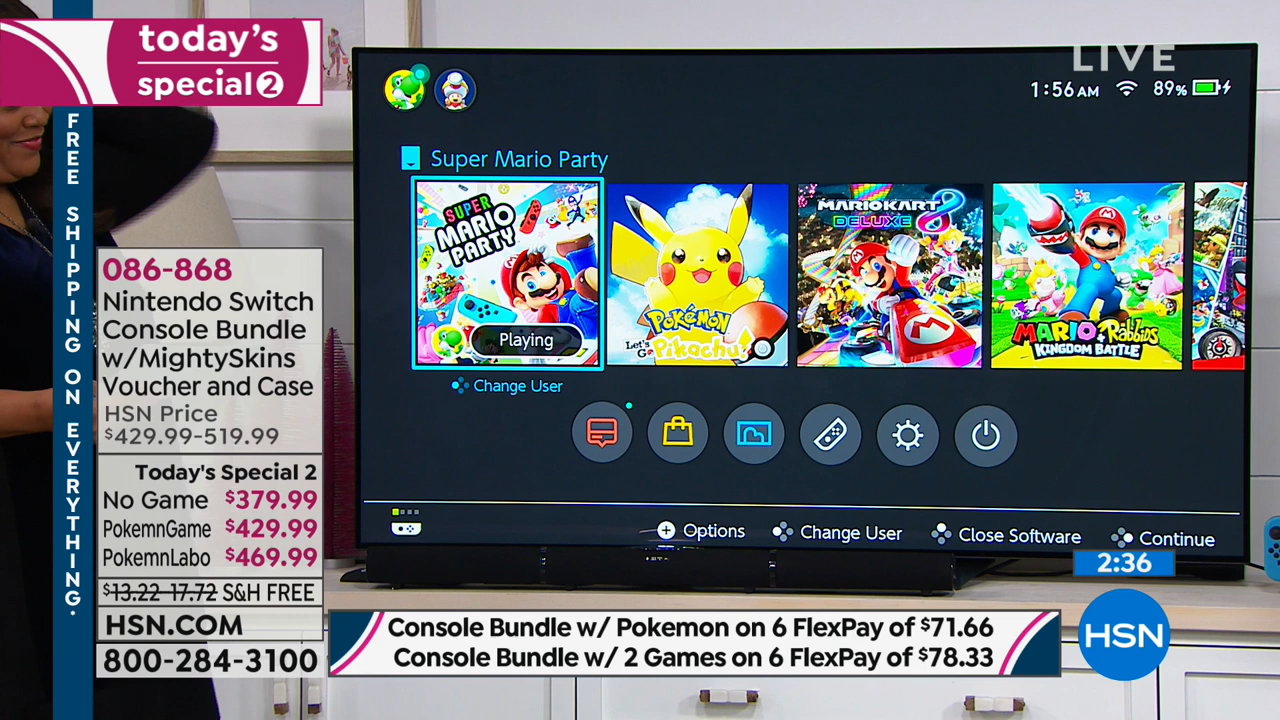 today's
special 2
FREE SHIPPING ON EVERYTHING.
086-868
Nintendo Switch
Console Bundle
w/MightySkins
Voucher and Case
HSN Price
$429.99-519.99
Today's Special 2
No Game $379.99
PokemnGame $429.99
PokemnLabo $469.99
$13.22-17.72 S&H FREE
HSN.COM
800-284-3100
LIVE
1:56 AM 89%
Super Mario Party
SUPER
MARIO
PARTY
Playing
Pokémon
Let's Go Pikachu!
MARIOKART 8
DELUXE
MARIO + Rabbids
KINGDOM BATTLE
Change User
Options
Change User
Close Software
Continue
2:36
Console Bundle w/ Pokemon on 6 FlexPay of $71.66
Console Bundle w/ 2 Games on 6 FlexPay of $78.33
HSN